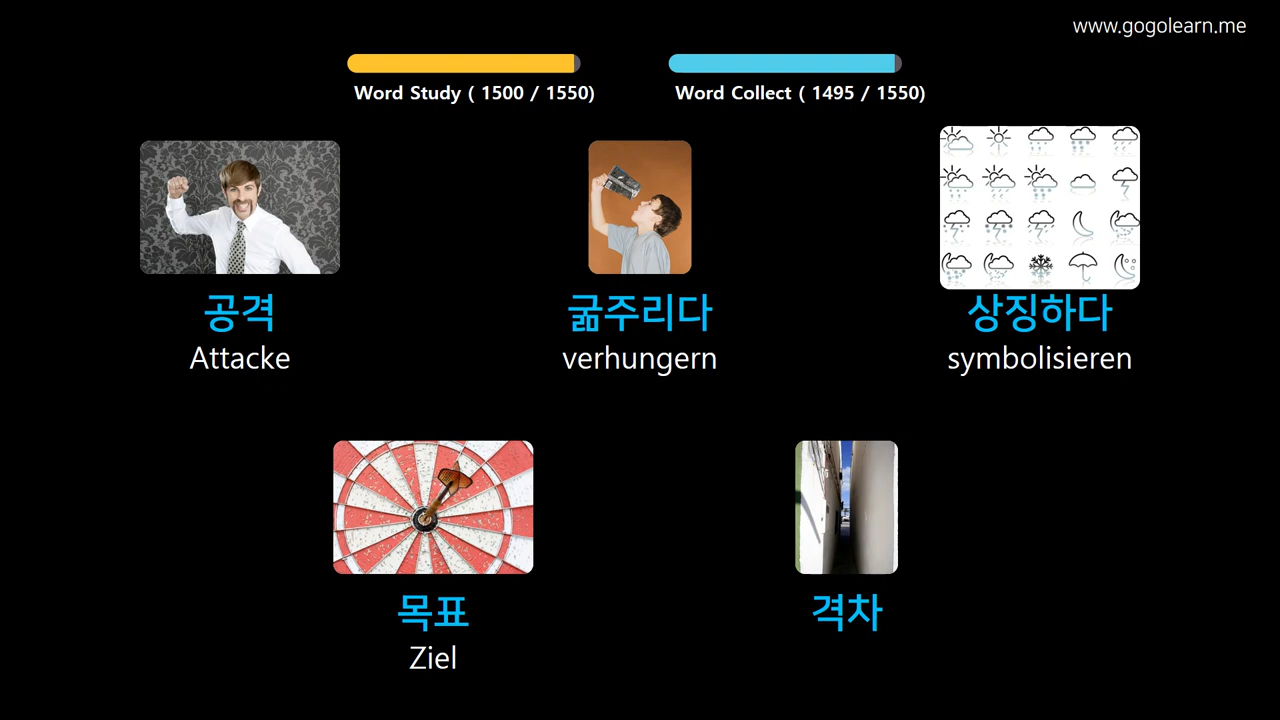 www.gogolearn.me
Word Study ( 1500 / 1550)
Word Collect ( 1495 / 1550)
공격
Attacke
굶주리다
verhungern
상징하다
symbolisieren
목표
Ziel
격차